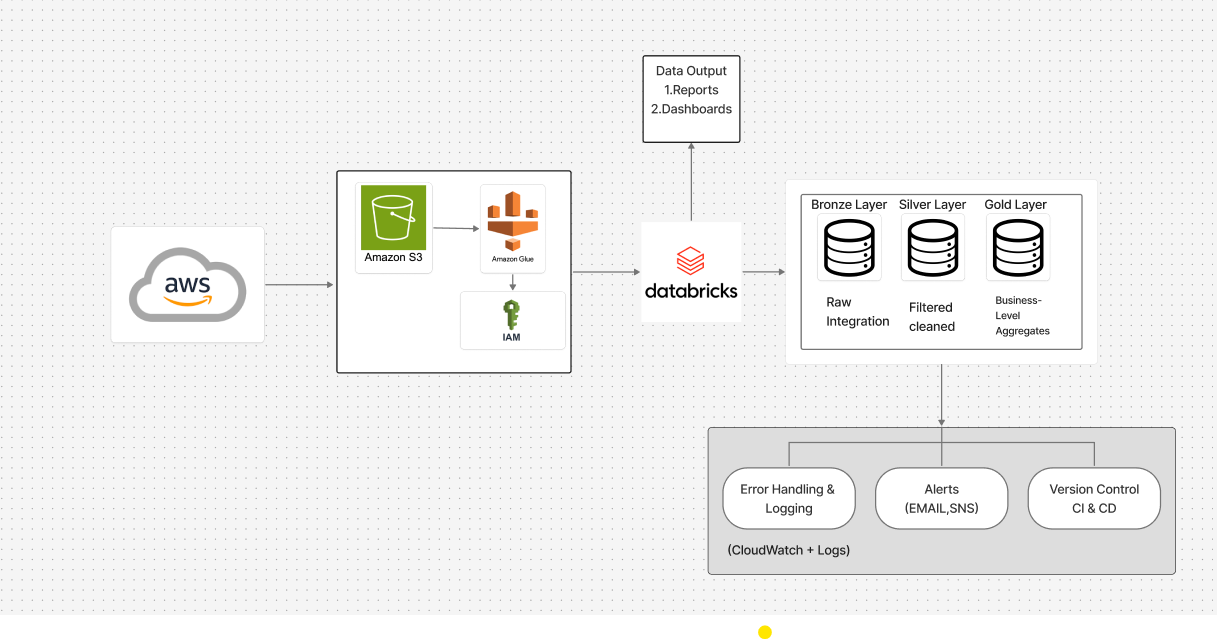 Data Output
1.Reports
2.Dashboards
aws
Amazon S3
Amazon Glue
IAM
databricks
Bronze Layer
Silver Layer
Gold Layer
Raw
Integration
Filtered
cleaned
Business-
Level
Aggregates
Error Handling &
Logging
Alerts
(EMAIL,SNS)
Version Control
CI & CD
(CloudWatch + Logs)